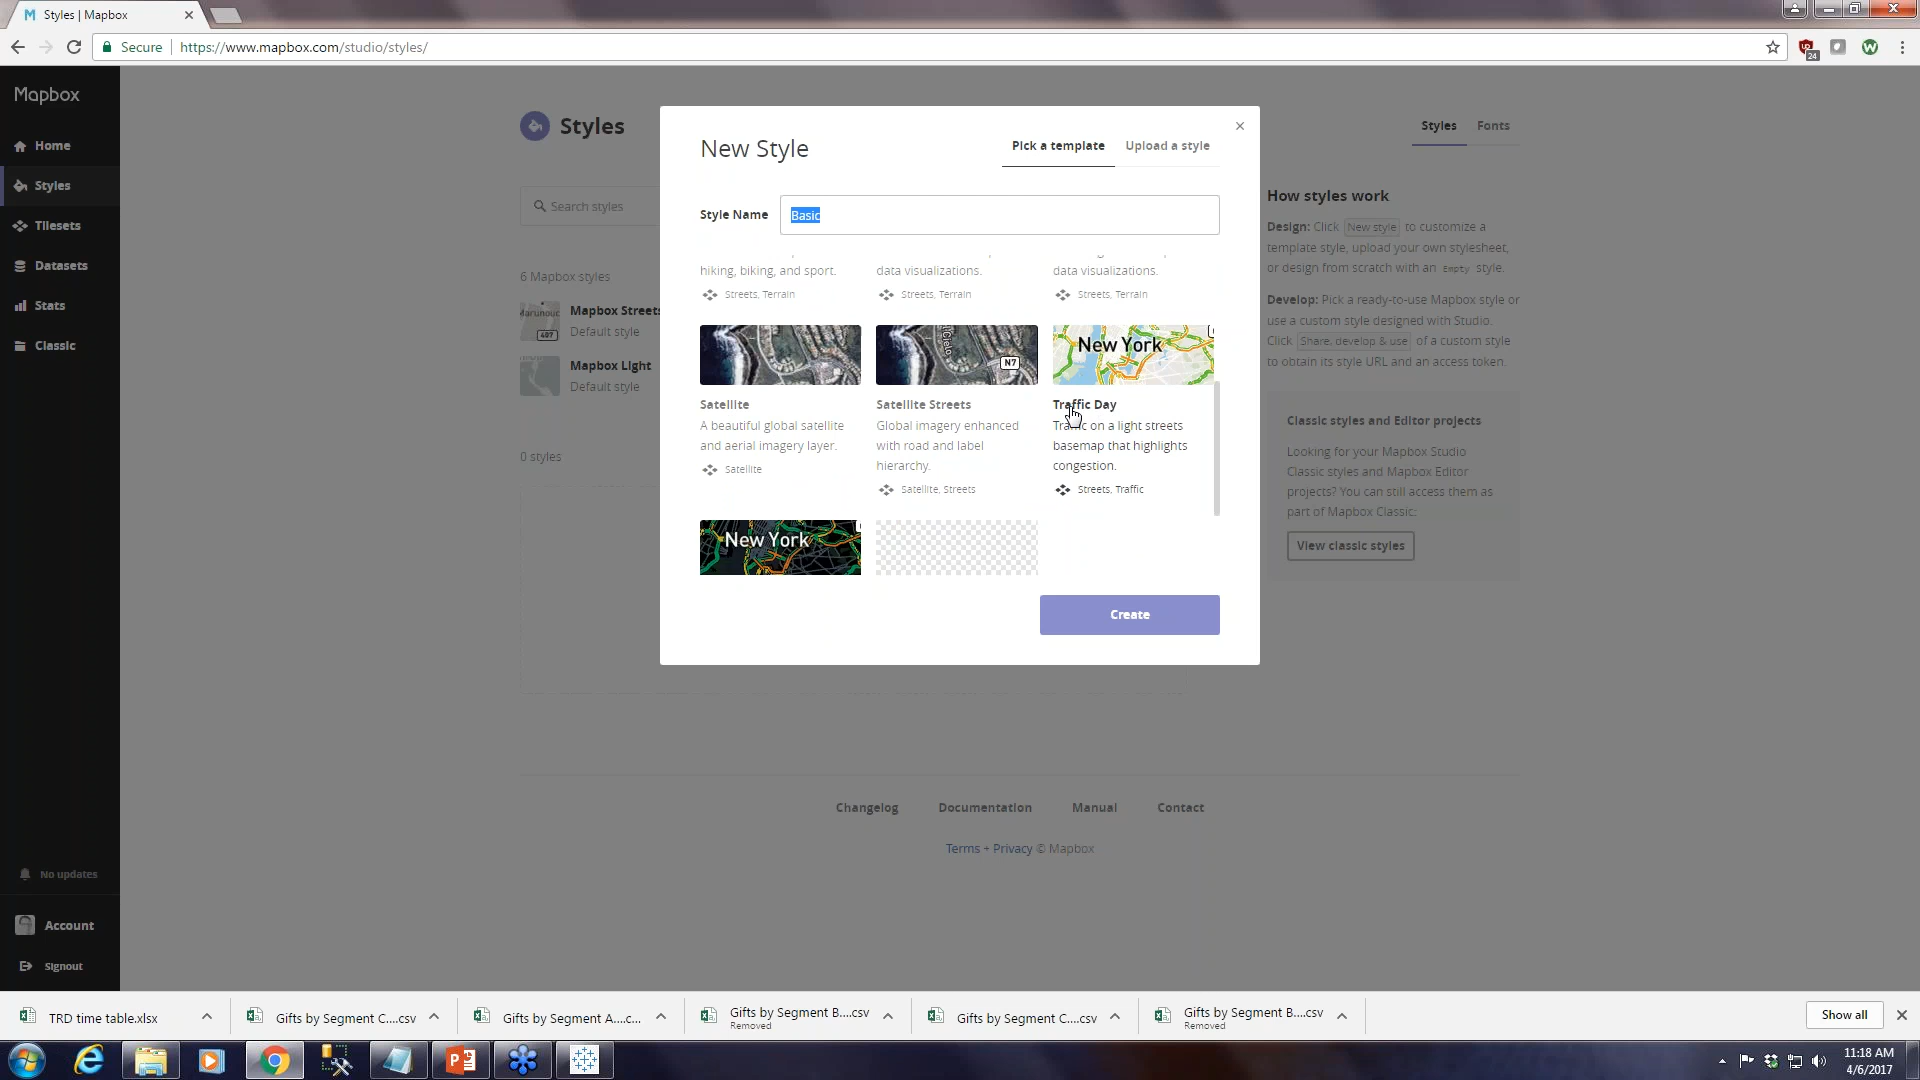 Styles | Mapbox
Secure https://www.mapbox.com/studio/styles/
24
Mapbox
Home
Styles
Tilesets
Datasets
Stats
Classic
No updates
Account
Signout
Styles
Styles Fonts
Search styles
6 Mapbox styles
Mapbox Streets
Default style
Mapbox Light
Default style
0 styles
New Style
Pick a template Upload a style
Style Name Basic
hiking, biking, and sport. data visualizations. data visualizations.
Streets, Terrain Streets, Terrain Streets, Terrain
N7
New York
Satellite
A beautiful global satellite
and aerial imagery layer.
Satellite
Satellite Streets
Global imagery enhanced
with road and label
hierarchy.
Satellite, Streets
Traffic Day
Traffic on a light streets
basemap that highlights
congestion.
Streets, Traffic
New York
Create
How styles work
Design: Click New style to customize a
template style, upload your own stylesheet,
or design from scratch with an Empty style.
Develop: Pick a ready-to-use Mapbox style or
use a custom style designed with Studio.
Click Share, develop & use of a custom style
to obtain its style URL and an access token.
Classic styles and Editor projects
Looking for your Mapbox Studio
Classic styles and Mapbox Editor
projects? You can still access them as
part of Mapbox Classic:
View classic styles
Changelog Documentation Manual Contact
Terms + Privacy © Mapbox
TRD time table.xlsx
Gifts by Segment C....csv
Gifts by Segment A....c...
Gifts by Segment B....csv
Removed
Gifts by Segment C....csv
Gifts by Segment B....csv
Removed
Show all
11:18 AM
4/6/2017